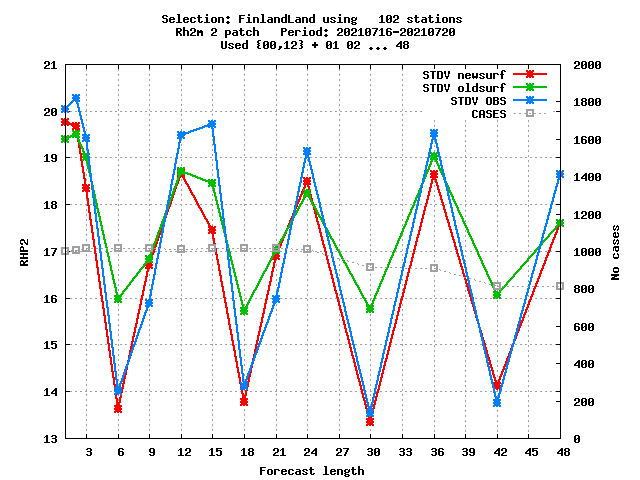 Selection: FinlandLand using   102 stations
Rh2m 2 patch   Period: 20210716-20210720
Used {00,12} + 01 02 ... 48
STDV newsurf
STDV oldsurf
STDV OBS
CASES
21
20
19
18
17
16
15
14
13
RHP2
2000
1800
1600
1400
1200
1000
800
600
400
200
0
No cases
3 6 9 12 15 18 21 24 27 30 33 36 39 42 45 48
Forecast length